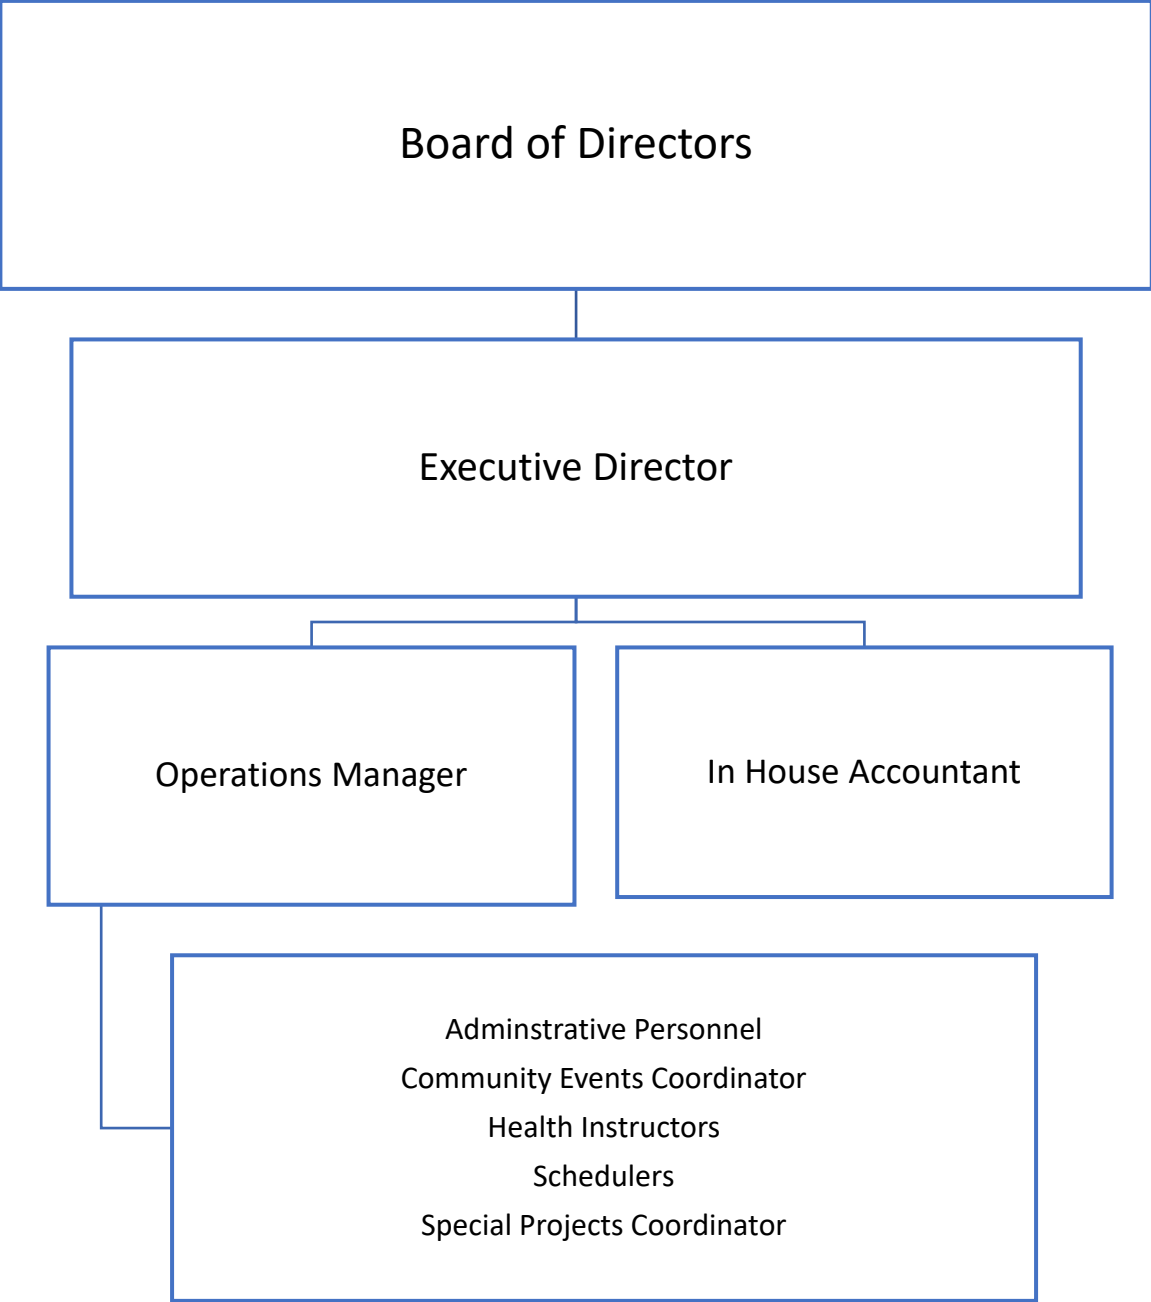 Board of Directors
Executive Director
Operations Manager
In House Accountant
Adminstrative Personnel
Community Events Coordinator
Health Instructors
Schedulers
Special Projects Coordinator